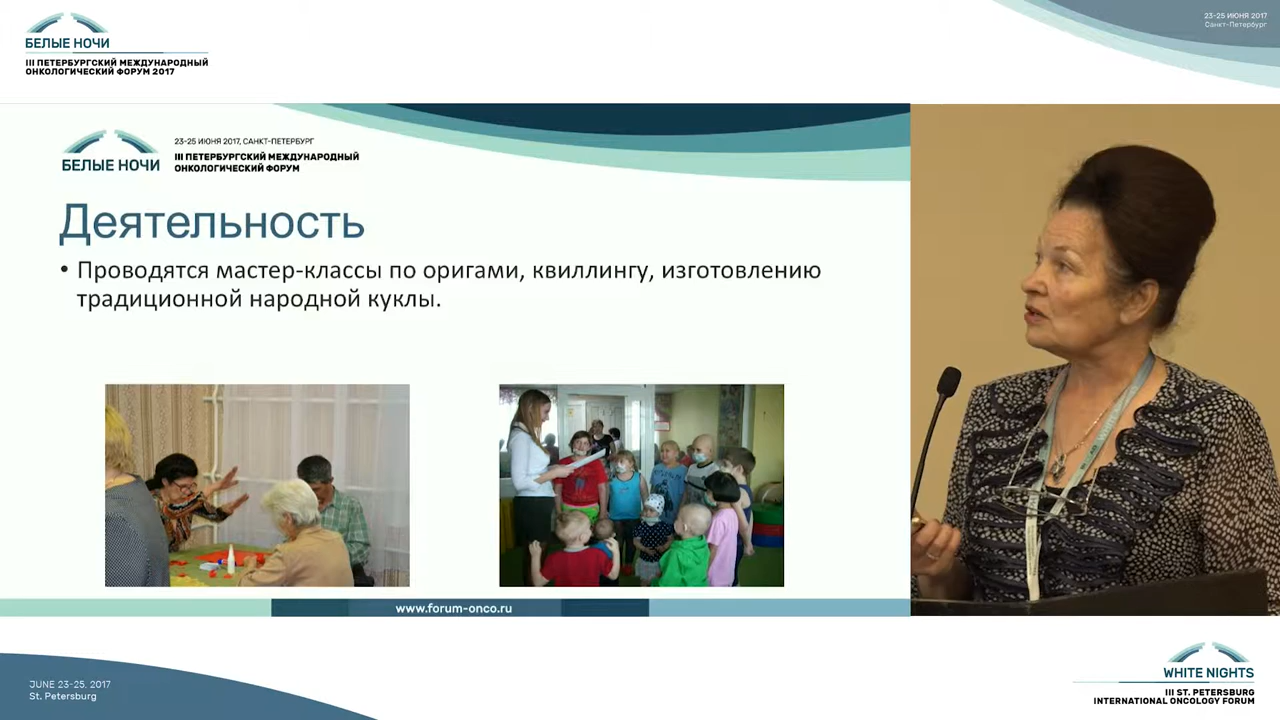 23-25 ИЮНЯ 2017
Санкт-Петербург
БЕЛЫЕ НОЧИ
III ПЕТЕРБУРГСКИЙ МЕЖДУНАРОДНЫЙ
ОНКОЛОГИЧЕСКИЙ ФОРУМ 2017
23-25 ИЮНЯ 2017, САНКТ-ПЕТЕРБУРГ
БЕЛЫЕ НОЧИ
III ПЕТЕРБУРГСКИЙ МЕЖДУНАРОДНЫЙ
ОНКОЛОГИЧЕСКИЙ ФОРУМ
Деятельность
• Проводятся мастер-классы по оригами, квиллингу, изготовлению
традиционной народной куклы.
www.forum-onco.ru
JUNE 23-25, 2017
St. Petersburg
WHITE NIGHTS
III ST. PETERSBURG
INTERNATIONAL ONCOLOGY FORUM